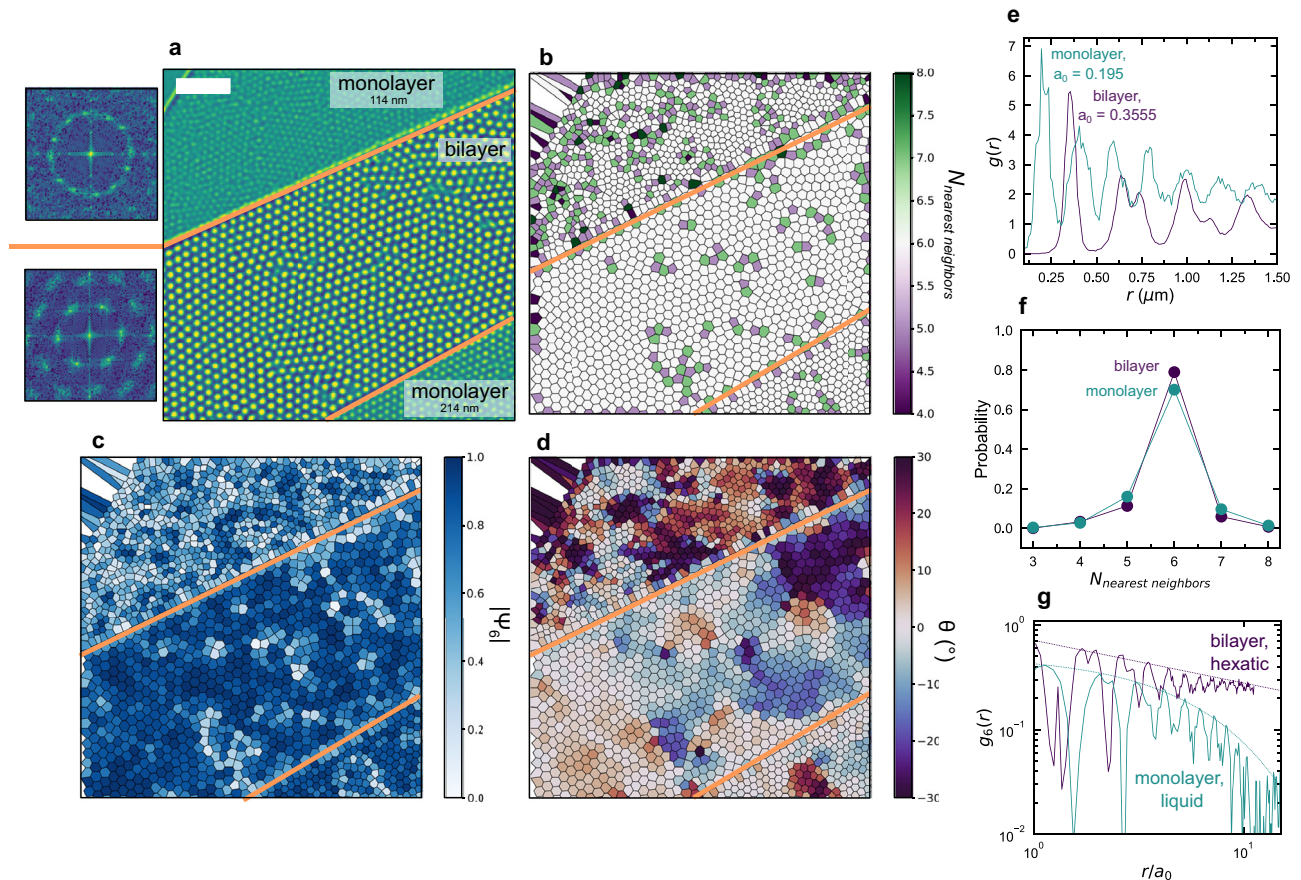 a
monolayer
114 nm
bilayer
monolayer
214 nm
b
8.0
7.5
7.0
6.5
6.0
5.5
5.0
4.5
4.0
N nearest neighbors
c
1.0
0.8
0.6
0.4
0.2
0.0
|Ψ6|
d
30
20
10
0
−10
−20
−30
θ (°)
e
7
6
5
4
3
2
1
0
g(r)
monolayer,
a0 = 0.195
bilayer,
a0 = 0.3555
0.25 0.50 0.75 1.00 1.25 1.50
r (μm)
f
1.0
0.8
0.6
0.4
0.2
0.0
Probability
bilayer
monolayer
3 4 5 6 7 8
N nearest neighbors
g
10^0
10^−1
10^−2
g6(r)
bilayer,
hexatic
monolayer,
liquid
10^0 10^1
r/a0